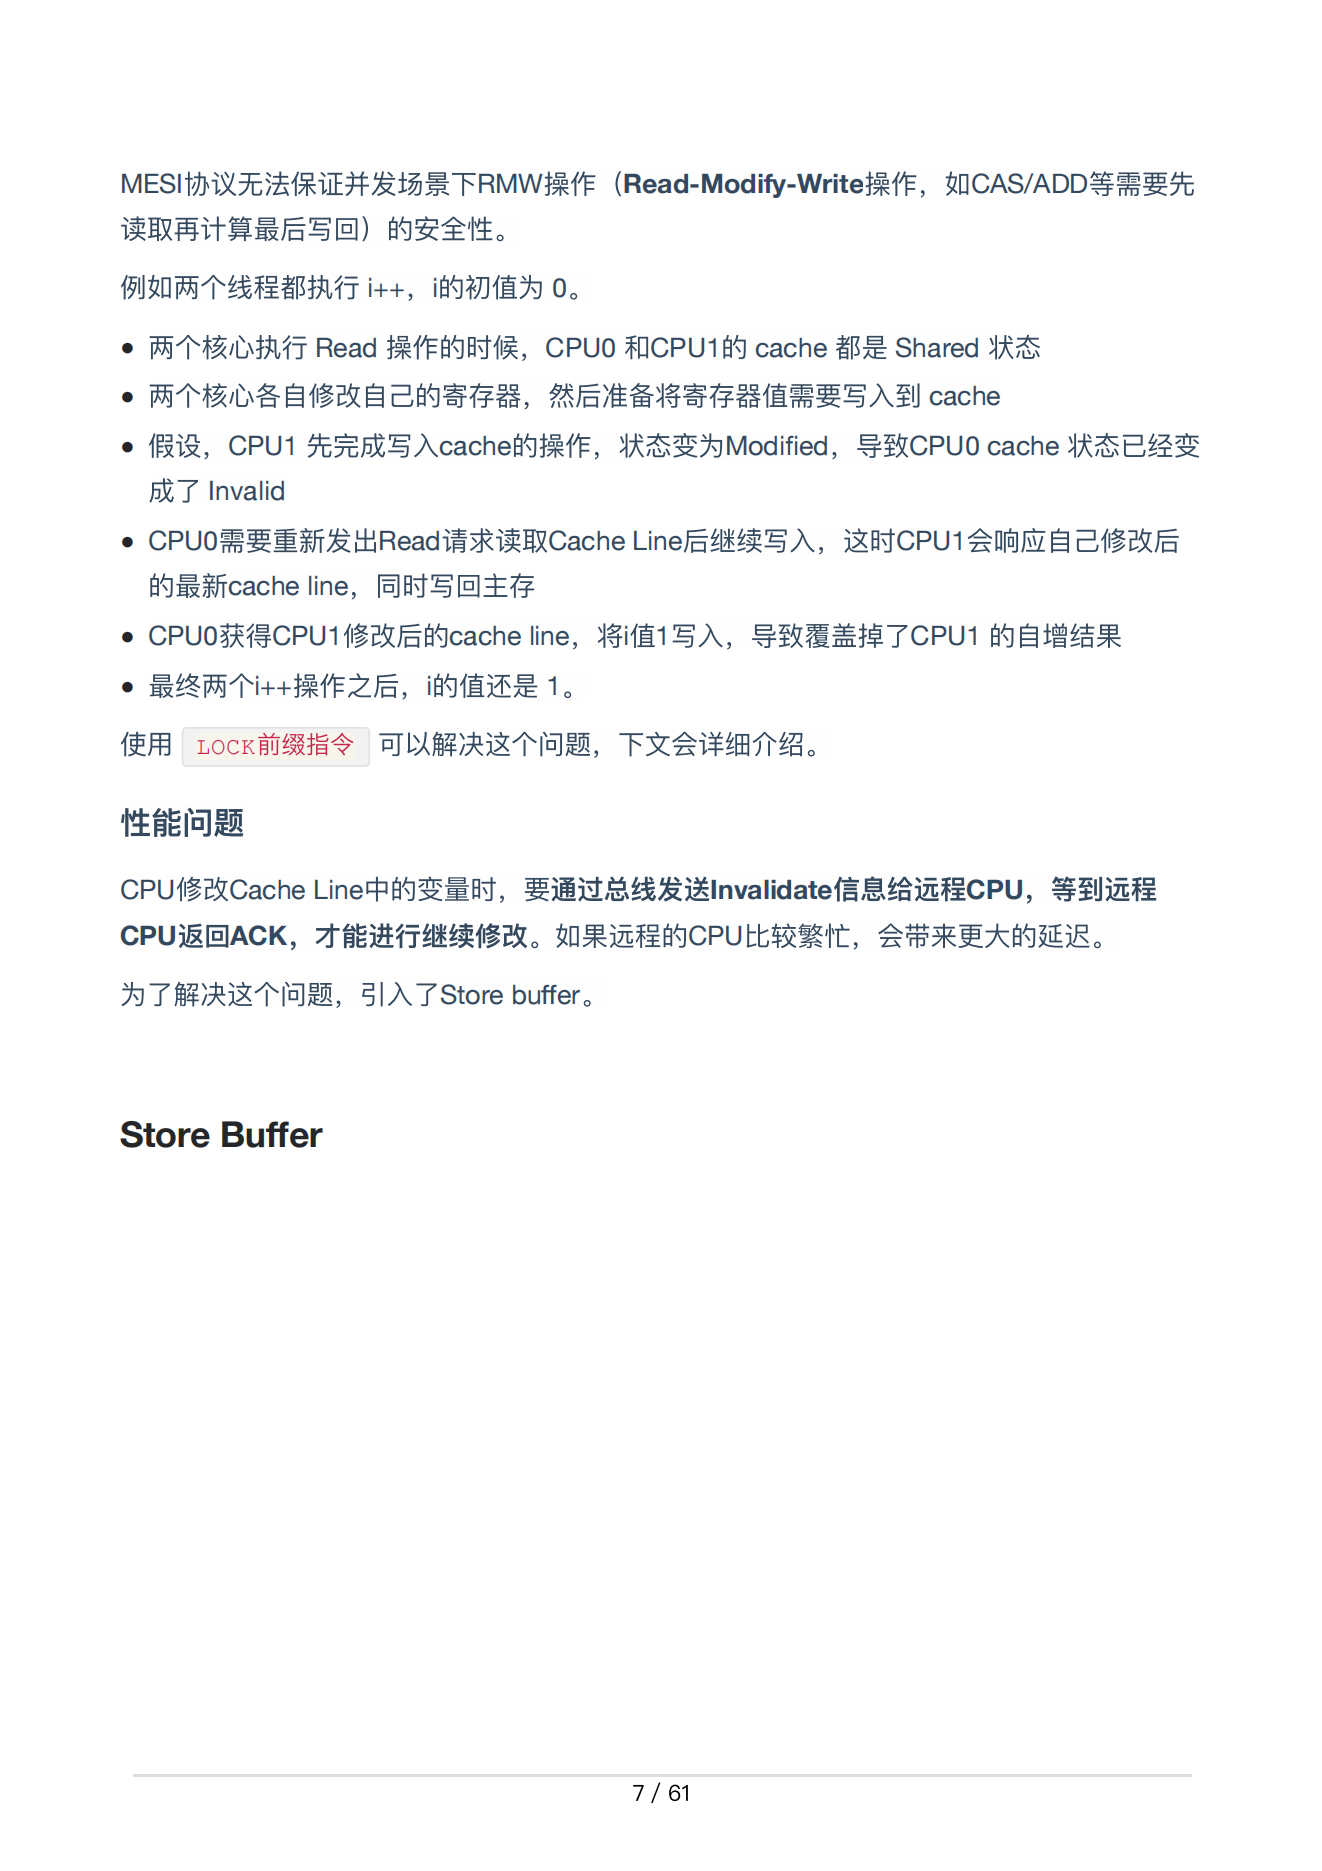 MESI协议无法保证并发场景下RMW操作（Read-Modify-Write操作，如CAS/ADD等需要先
读取再计算最后写回）的安全性。
例如两个线程都执行 i++，i的初值为 0。
● 两个核心执行 Read 操作的时候，CPU0 和CPU1的 cache 都是 Shared 状态
● 两个核心各自修改自己的寄存器，然后准备将寄存器值需要写入到 cache
● 假设，CPU1 先完成写入cache的操作，状态变为Modified，导致CPU0 cache 状态已经变
成了 Invalid
● CPU0需要重新发出Read请求读取Cache Line后继续写入，这时CPU1会响应自己修改后
的最新cache line，同时写回主存
● CPU0获得CPU1修改后的cache line，将i值1写入，导致覆盖掉了CPU1 的自增结果
● 最终两个i++操作之后，i的值还是 1。
使用 LOCK前缀指令 可以解决这个问题，下文会详细介绍。
性能问题
CPU修改Cache Line中的变量时，要通过总线发送Invalidate信息给远程CPU，等到远程
CPU返回ACK，才能进行继续修改。如果远程的CPU比较繁忙，会带来更大的延迟。
为了解决这个问题，引入了Store buffer。
Store Buffer
7 / 61